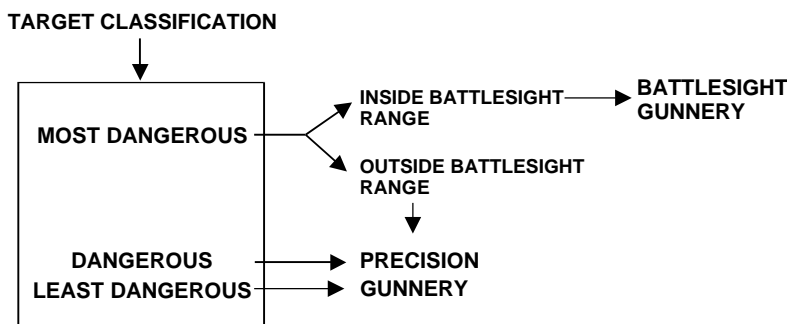 TARGET CLASSIFICATION
MOST DANGEROUS
INSIDE BATTLESIGHT
RANGE
BATTLESIGHT
GUNNERY
OUTSIDE BATTLESIGHT
RANGE
DANGEROUS
LEAST DANGEROUS
PRECISION
GUNNERY